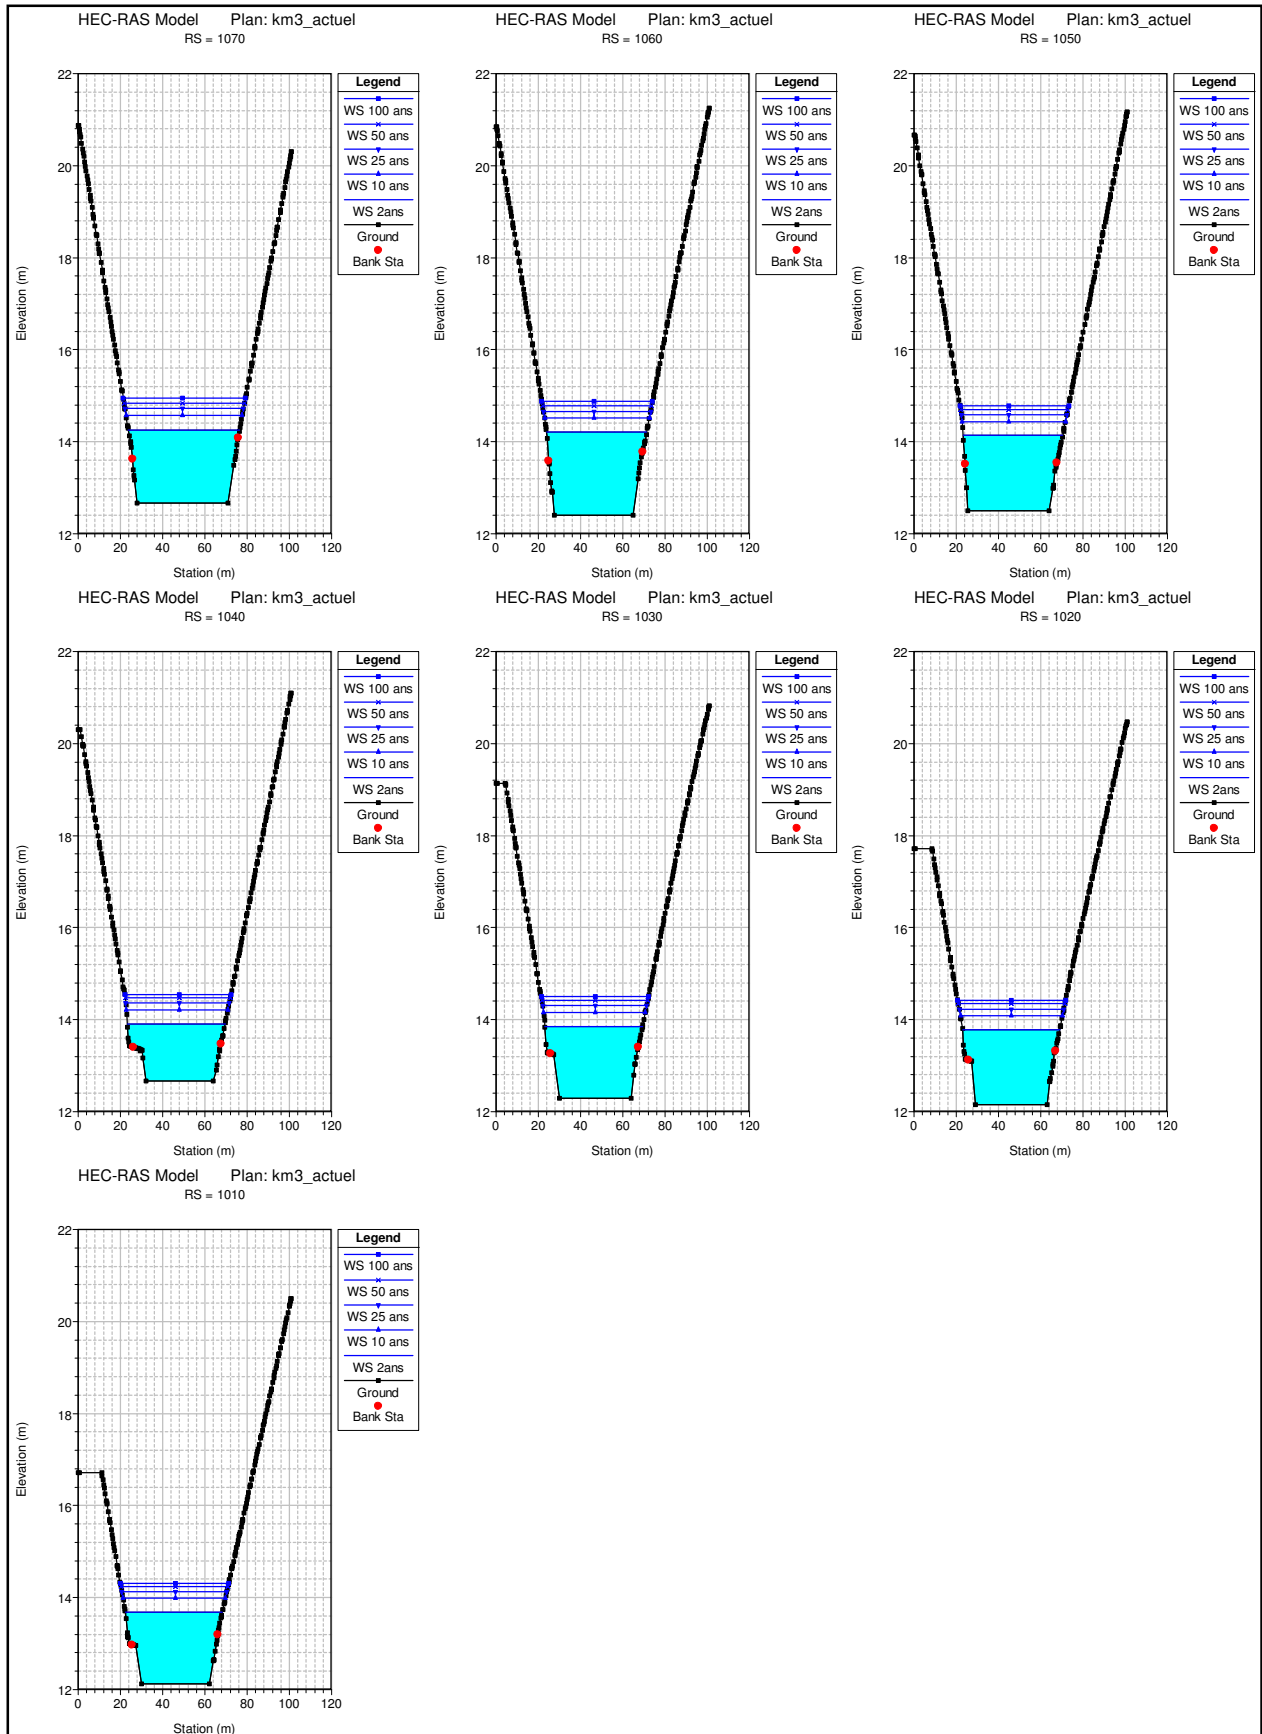 HEC-RAS Model Plan: km3_actuel
RS = 1070
22
20
18
16
14
12
Elevation (m)
0 20 40 60 80 100 120
Station (m)
Legend
WS 100 ans
WS 50 ans
WS 25 ans
WS 10 ans
WS 2ans
Ground
Bank Sta
HEC-RAS Model Plan: km3_actuel
RS = 1060
22
20
18
16
14
12
Elevation (m)
0 20 40 60 80 100 120
Station (m)
Legend
WS 100 ans
WS 50 ans
WS 25 ans
WS 10 ans
WS 2ans
Ground
Bank Sta
HEC-RAS Model Plan: km3_actuel
RS = 1050
22
20
18
16
14
12
Elevation (m)
0 20 40 60 80 100 120
Station (m)
Legend
WS 100 ans
WS 50 ans
WS 25 ans
WS 10 ans
WS 2ans
Ground
Bank Sta
HEC-RAS Model Plan: km3_actuel
RS = 1040
22
20
18
16
14
12
Elevation (m)
0 20 40 60 80 100 120
Station (m)
Legend
WS 100 ans
WS 50 ans
WS 25 ans
WS 10 ans
WS 2ans
Ground
Bank Sta
HEC-RAS Model Plan: km3_actuel
RS = 1030
22
20
18
16
14
12
Elevation (m)
0 20 40 60 80 100 120
Station (m)
Legend
WS 100 ans
WS 50 ans
WS 25 ans
WS 10 ans
WS 2ans
Ground
Bank Sta
HEC-RAS Model Plan: km3_actuel
RS = 1020
22
20
18
16
14
12
Elevation (m)
0 20 40 60 80 100 120
Station (m)
Legend
WS 100 ans
WS 50 ans
WS 25 ans
WS 10 ans
WS 2ans
Ground
Bank Sta
HEC-RAS Model Plan: km3_actuel
RS = 1010
22
20
18
16
14
12
Elevation (m)
0 20 40 60 80 100 120
Station (m)
Legend
WS 100 ans
WS 50 ans
WS 25 ans
WS 10 ans
WS 2ans
Ground
Bank Sta